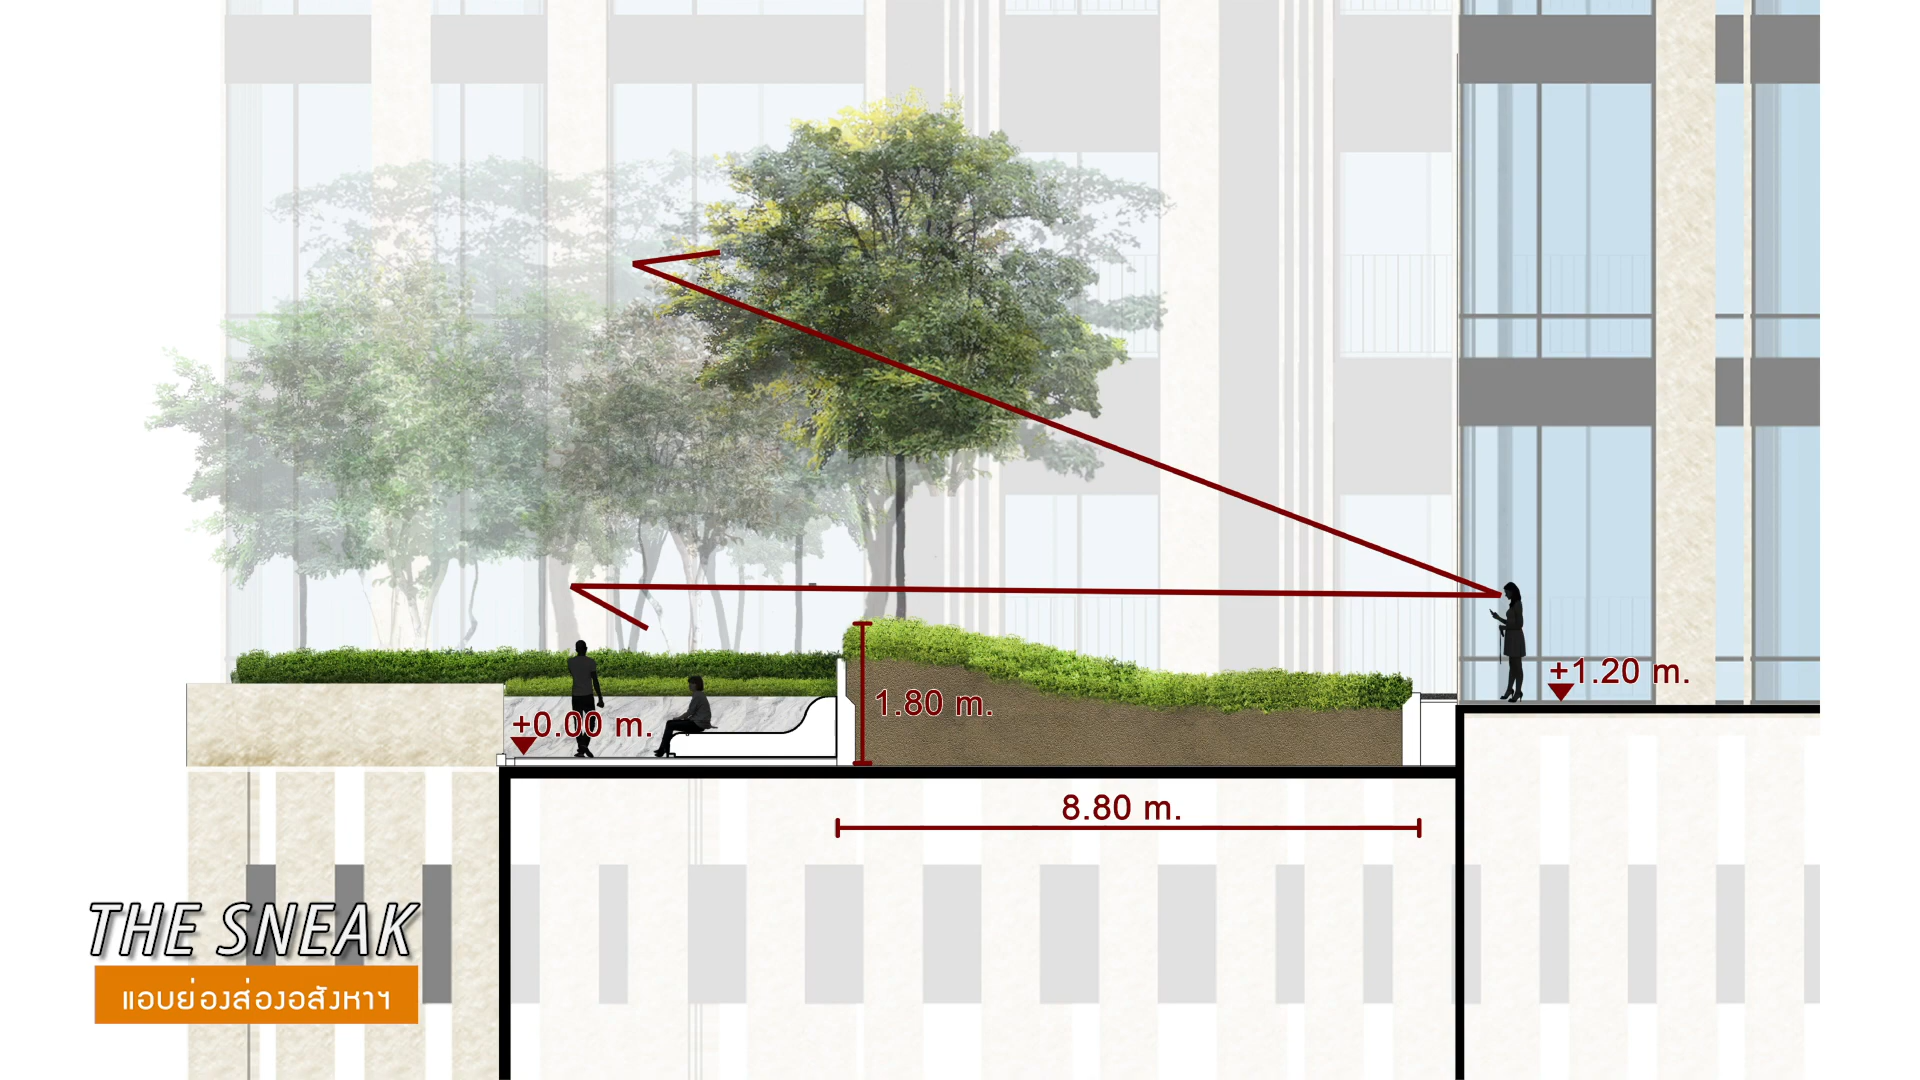 +1.20 m.
1.80 m.
+0.00 m.
8.80 m.
THE SNEAK
แอบย่องส่องอสังหาฯ